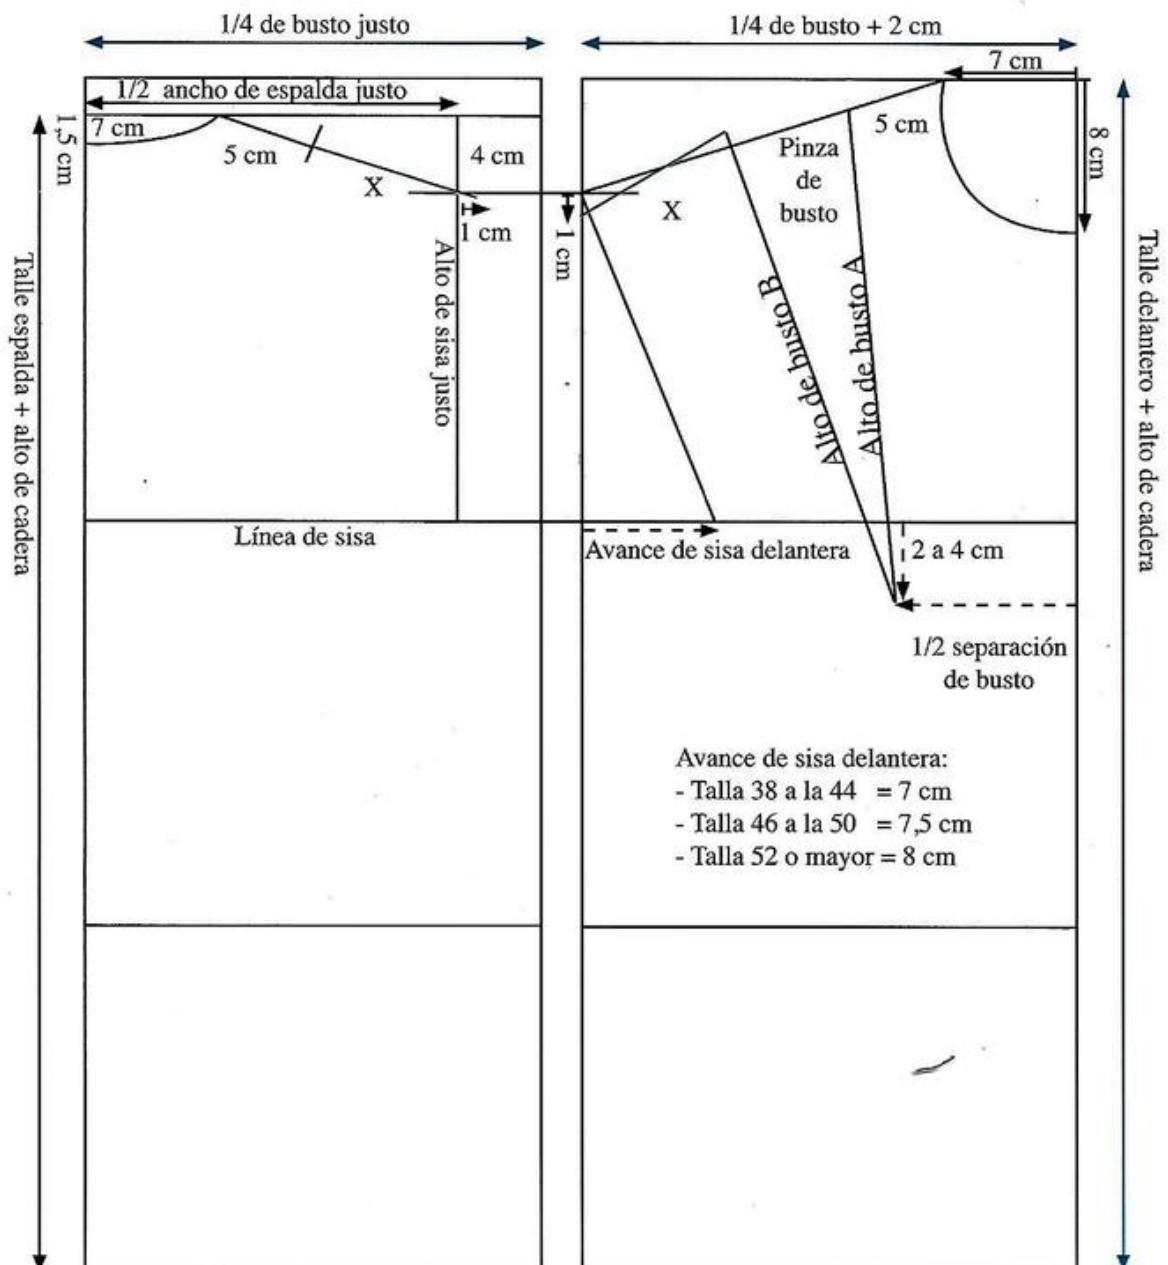 1/4 de busto justo
1/4 de busto + 2 cm
7 cm
1/2 ancho de espalda justo
1,5 cm
7 cm
5 cm
4 cm
X
1 cm
1 cm
Alto de sisa justo
Pinza
de
busto
5 cm
8 cm
X
Alto de busto B
Alto de busto A
Talle espalda + alto de cadera
Talle delantero + alto de cadera
Línea de sisa
Avance de sisa delantera
2 a 4 cm
1/2 separación
de busto
Avance de sisa delantera:
- Talla 38 a la 44 = 7 cm
- Talla 46 a la 50 = 7,5 cm
- Talla 52 o mayor = 8 cm